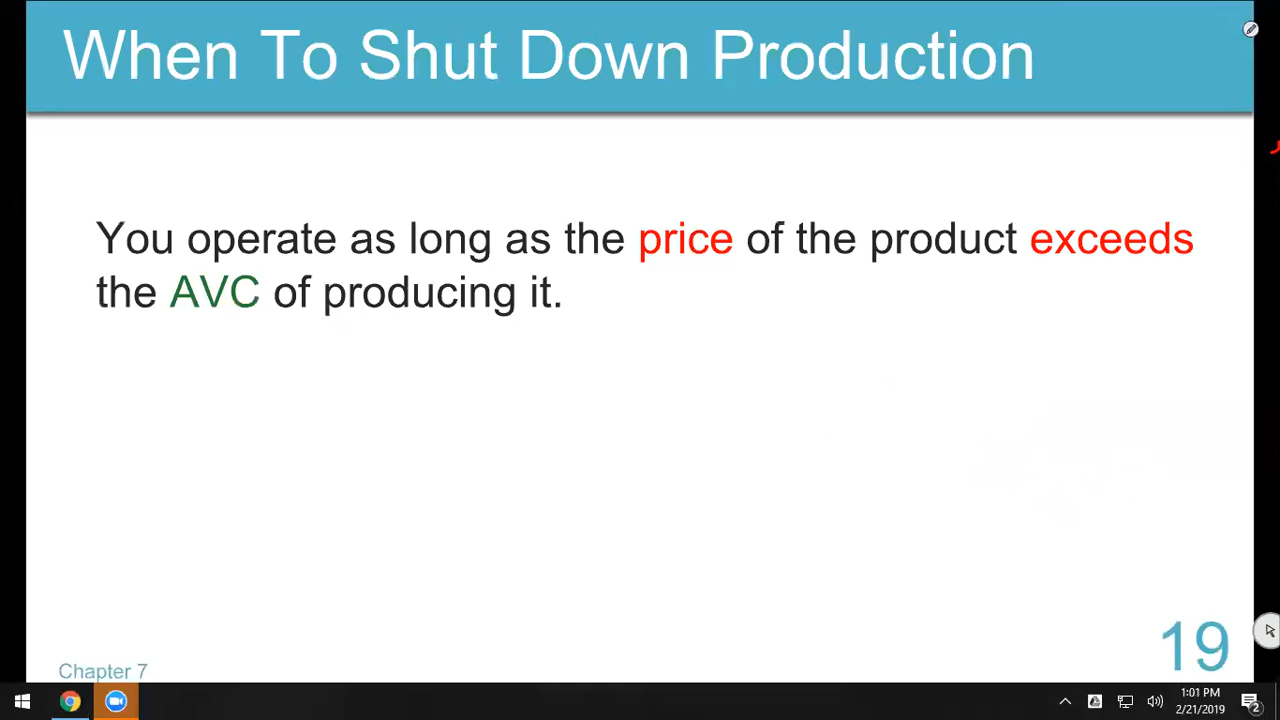 When To Shut Down Production
You operate as long as the price of the product exceeds
the AVC of producing it.
19
Chapter 7
1:01 PM
2/21/2019
2